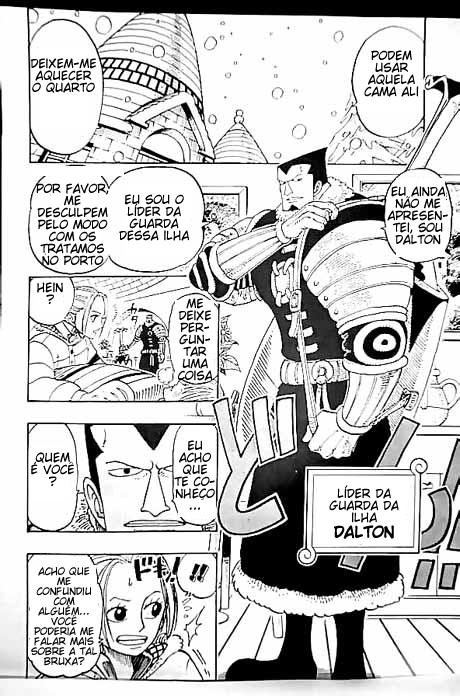 PODEM
USAR
AQUELA
CAMA ALI
DEIXEM-ME
AQUECER
O QUARTO
EU AINDA
NÃO ME
APRESEN-
TEI, SOU
DALTON
EU SOU O
LÍDER DA
GUARDA
DESSA ILHA
POR FAVOR,
ME
DESCULPEM
PELO MODO
COM OS
TRATAMOS
NO PORTO
ME
DEIXE
PER-
GUN-
TAR
UMA
COISA
HEIN
?
LÍDER DA
GUARDA DA
ILHA
DALTON
EU
ACHO
QUE
TE CO-
NHEÇO
...
QUEM
É VOCÊ
?
!!
ACHO QUE
ME
CONFUNDIU
COM
ALGUÉM...
VOCÊ
PODERIA ME
FALAR MAIS
SOBRE A TAL
BRUXA?